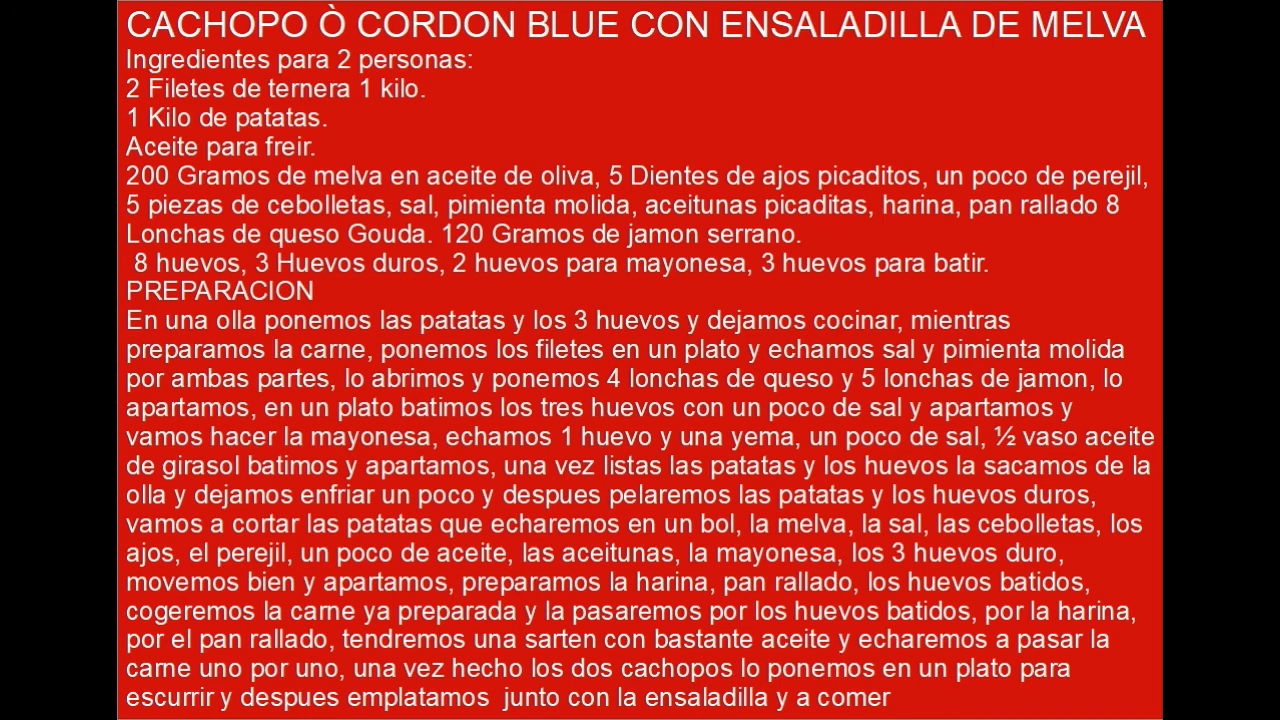 CACHOPO Ò CORDON BLUE CON ENSALADILLA DE MELVA
Ingredientes para 2 personas:
2 Filetes de ternera 1 kilo.
1 Kilo de patatas.
Aceite para freir.
200 Gramos de melva en aceite de oliva, 5 Dientes de ajos picaditos, un poco de perejil,
5 piezas de cebolletas, sal, pimienta molida, aceitunas picaditas, harina, pan rallado 8
Lonchas de queso Gouda. 120 Gramos de jamon serrano.
8 huevos, 3 Huevos duros, 2 huevos para mayonesa, 3 huevos para batir.
PREPARACION
En una olla ponemos las patatas y los 3 huevos y dejamos cocinar, mientras
preparamos la carne, ponemos los filetes en un plato y echamos sal y pimienta molida
por ambas partes, lo abrimos y ponemos 4 lonchas de queso y 5 lonchas de jamon, lo
apartamos, en un plato batimos los tres huevos con un poco de sal y apartamos y
vamos hacer la mayonesa, echamos 1 huevo y una yema, un poco de sal, ½ vaso aceite
de girasol batimos y apartamos, una vez listas las patatas y los huevos la sacamos de la
olla y dejamos enfriar un poco y despues pelaremos las patatas y los huevos duros,
vamos a cortar las patatas que echaremos en un bol, la melva, la sal, las cebolletas, los
ajos, el perejil, un poco de aceite, las aceitunas, la mayonesa, los 3 huevos duro,
movemos bien y apartamos, preparamos la harina, pan rallado, los huevos batidos,
cogeremos la carne ya preparada y la pasaremos por los huevos batidos, por la harina,
por el pan rallado, tendremos una sarten con bastante aceite y echaremos a pasar la
carne uno por uno, una vez hecho los dos cachopos lo ponemos en un plato para
escurrir y despues emplatamos  junto con la ensaladilla y a comer